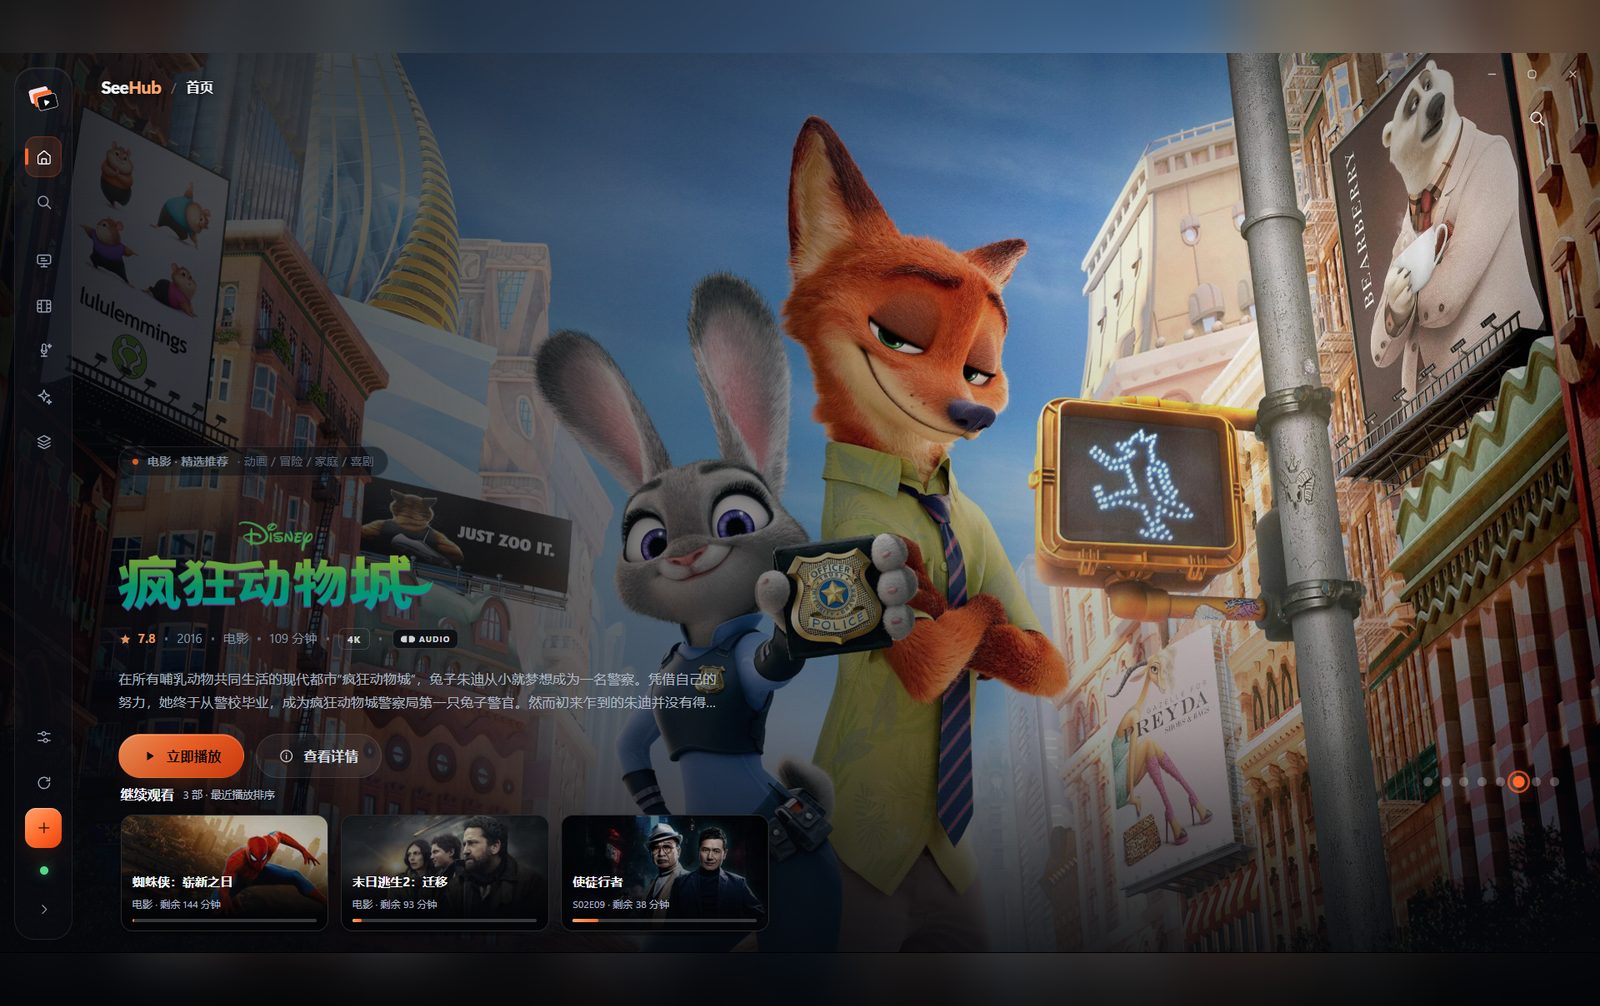 SeeHub / 首页
BEARBERRY
lululemmings
电影 · 精选推荐 · 动画 / 冒险 / 家庭 / 喜剧
JUST ZOO IT.
Disney
疯狂动物城
OFFICER
TRUST
POLICE
★ 7.8 • 2016 • 电影 • 109 分钟 • 4K • AUDIO
在所有哺乳动物共同生活的现代都市“疯狂动物城”，兔子朱迪从小就梦想成为一名警察。凭借自己的
努力，她终于从警校毕业，成为疯狂动物城警察局第一只兔子警官。然而初来乍到的朱迪并没有得...
GAZELLE FOR
PREYDA
SHOES & BAGS
立即播放
查看详情
继续观看 3 部 · 最近播放排序
蜘蛛侠：崭新之日
电影 · 剩余 144 分钟
末日逃生2：迁移
电影 · 剩余 93 分钟
使徒行者
S02E09 · 剩余 38 分钟